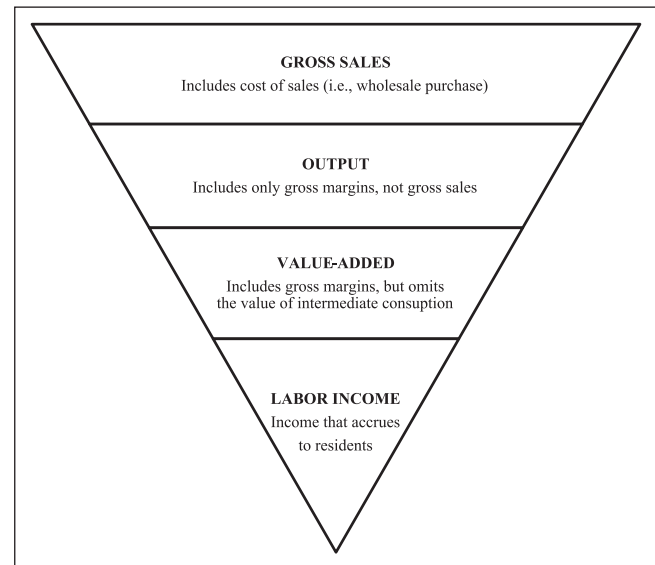 GROSS SALES
Includes cost of sales (i.e., wholesale purchase)
OUTPUT
Includes only gross margins, not gross sales
VALUE-ADDED
Includes gross margins, but omits
the value of intermediate consuption
LABOR INCOME
Income that accrues
to residents